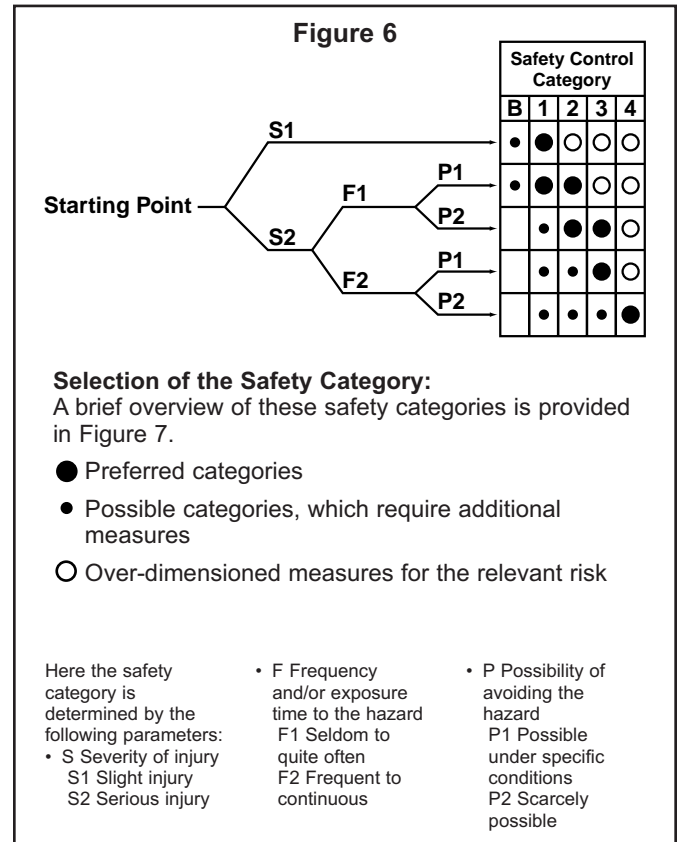 Figure 6
Safety Control
Category
B 1 2 3 4
S1
P1
F1
Starting Point
P2
S2
P1
F2
P2
Selection of the Safety Category:
A brief overview of these safety categories is provided
in Figure 7.
Preferred categories
• Possible categories, which require additional
measures
Over-dimensioned measures for the relevant risk
Here the safety
category is
determined by the
following parameters:
• S Severity of injury
S1 Slight injury
S2 Serious injury
• F Frequency
and/or exposure
time to the hazard
F1 Seldom to
quite often
F2 Frequent to
continuous
• P Possibility of
avoiding the
hazard
P1 Possible
under specific
conditions
P2 Scarcely
possible